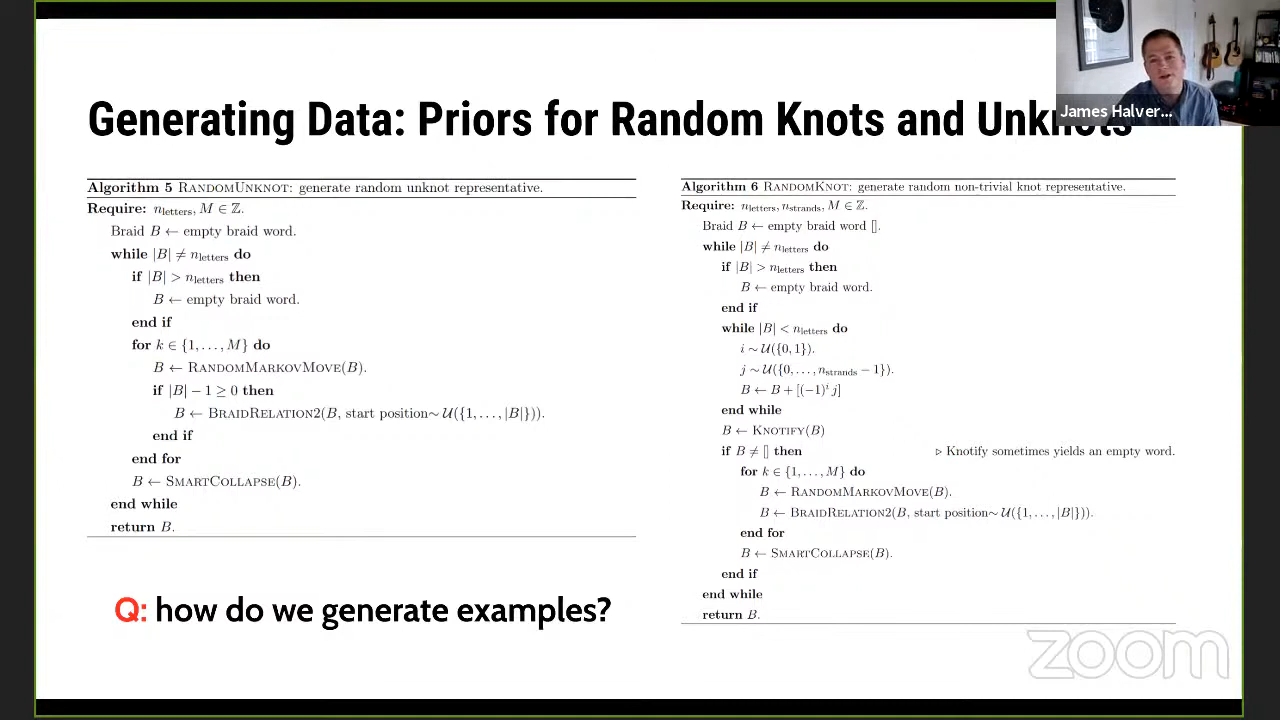 Generating Data: Priors for Random Knots and Unknots
James Halver...
Algorithm 5 RANDOMUNKNOT: generate random unknot representative.
Require: n_letters, M ∈ ℤ.
Braid B ← empty braid word.
while |B| ≠ n_letters do
if |B| > n_letters then
B ← empty braid word.
end if
for k ∈ {1, . . . , M} do
B ← RANDOMMARKOVMOVE(B).
if |B| − 1 ≥ 0 then
B ← BRAIDRELATION2(B, start position∼ 𝒰({1, . . . , |B|})).
end if
end for
B ← SMARTCOLLAPSE(B).
end while
return B.
Q: how do we generate examples?
Algorithm 6 RANDOMKNOT: generate random non-trivial knot representative.
Require: n_letters, n_strands, M ∈ ℤ.
Braid B ← empty braid word [].
while |B| ≠ n_letters do
if |B| > n_letters then
B ← empty braid word.
end if
while |B| < n_letters do
i ∼ 𝒰({0, 1}).
j ∼ 𝒰({0, . . . , n_strands − 1}).
B ← B + [(−1)^i j]
end while
B ← KNOTIFY(B)
if B ≠ [] then ▷ Knotify sometimes yields an empty word.
for k ∈ {1, . . . , M} do
B ← RANDOMMARKOVMOVE(B).
B ← BRAIDRELATION2(B, start position∼ 𝒰({1, . . . , |B|})).
end for
B ← SMARTCOLLAPSE(B).
end if
end while
return B.
zoom